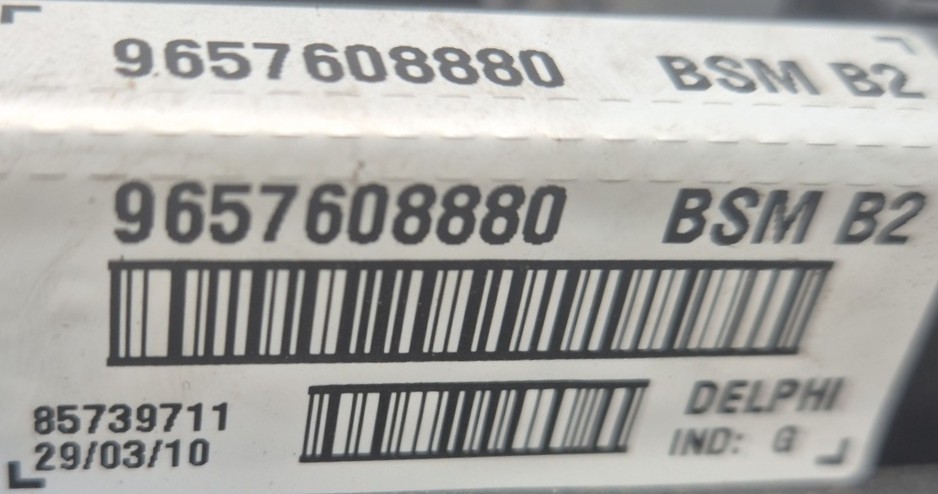 9657608880 BSM B2
9657608880 BSM B2
85739711
29/03/10
DELPHI
IND: G